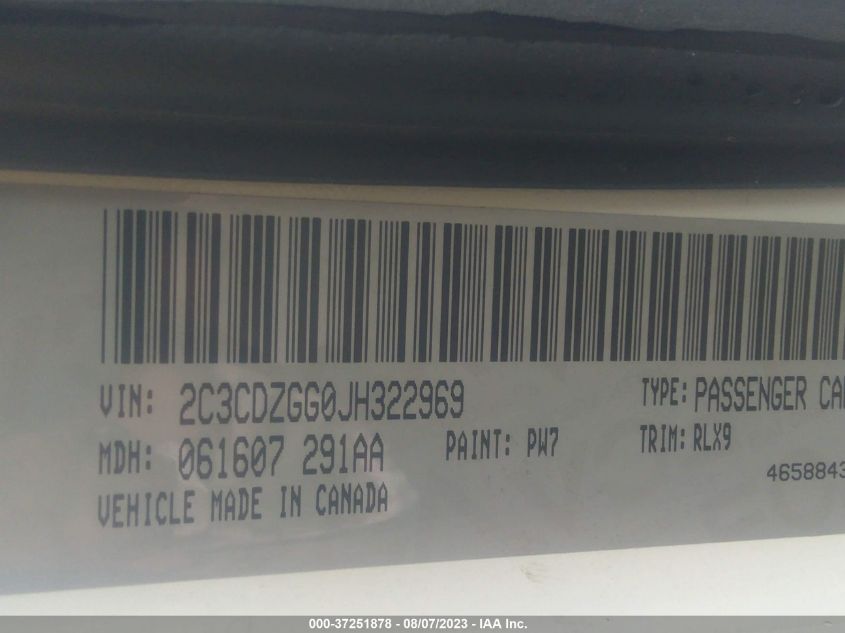 VIN: 2C3CDZGG0JH322969 TYPE: PASSENGER
MDH: 061607 291AA PAINT: PW7 TRIM: RLX9
4658843
VEHICLE MADE IN CANADA
000-37251878 - 08/07/2023 - IAA Inc.